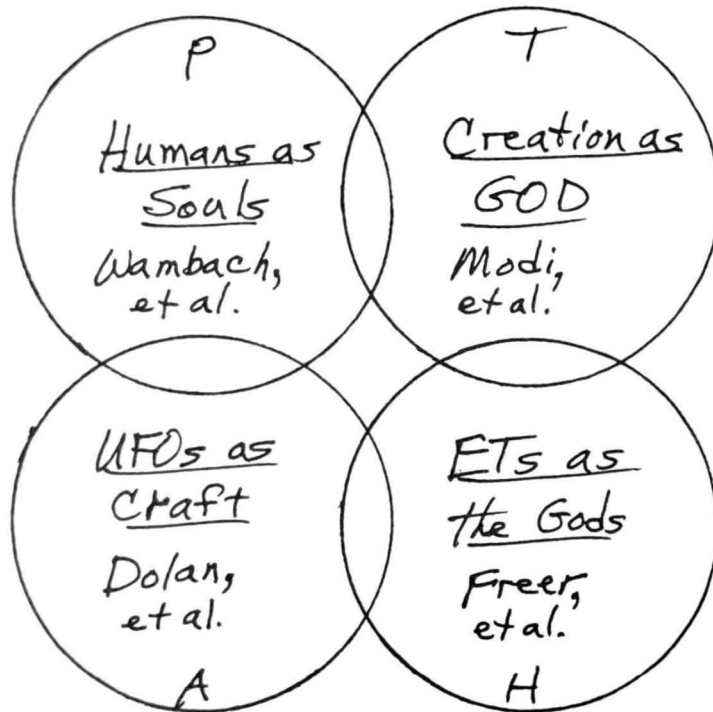 P
Humans as
Souls
Wambach,
et al.
T
Creation as
GOD
Modi,
et al.
UFOs as
Craft
Dolan,
et al.
A
ETs as
the Gods
Freer,
et al.
H